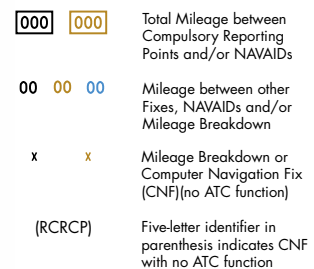 000 000 Total Mileage between
Compulsory Reporting
Points and/or NAVAIDs
00 00 00 Mileage between other
Fixes, NAVAIDs and/or
Mileage Breakdown
x x Mileage Breakdown or
Computer Navigation Fix
(CNF)(no ATC function)
(RCRCP) Five-letter identifier in
parenthesis indicates CNF
with no ATC function